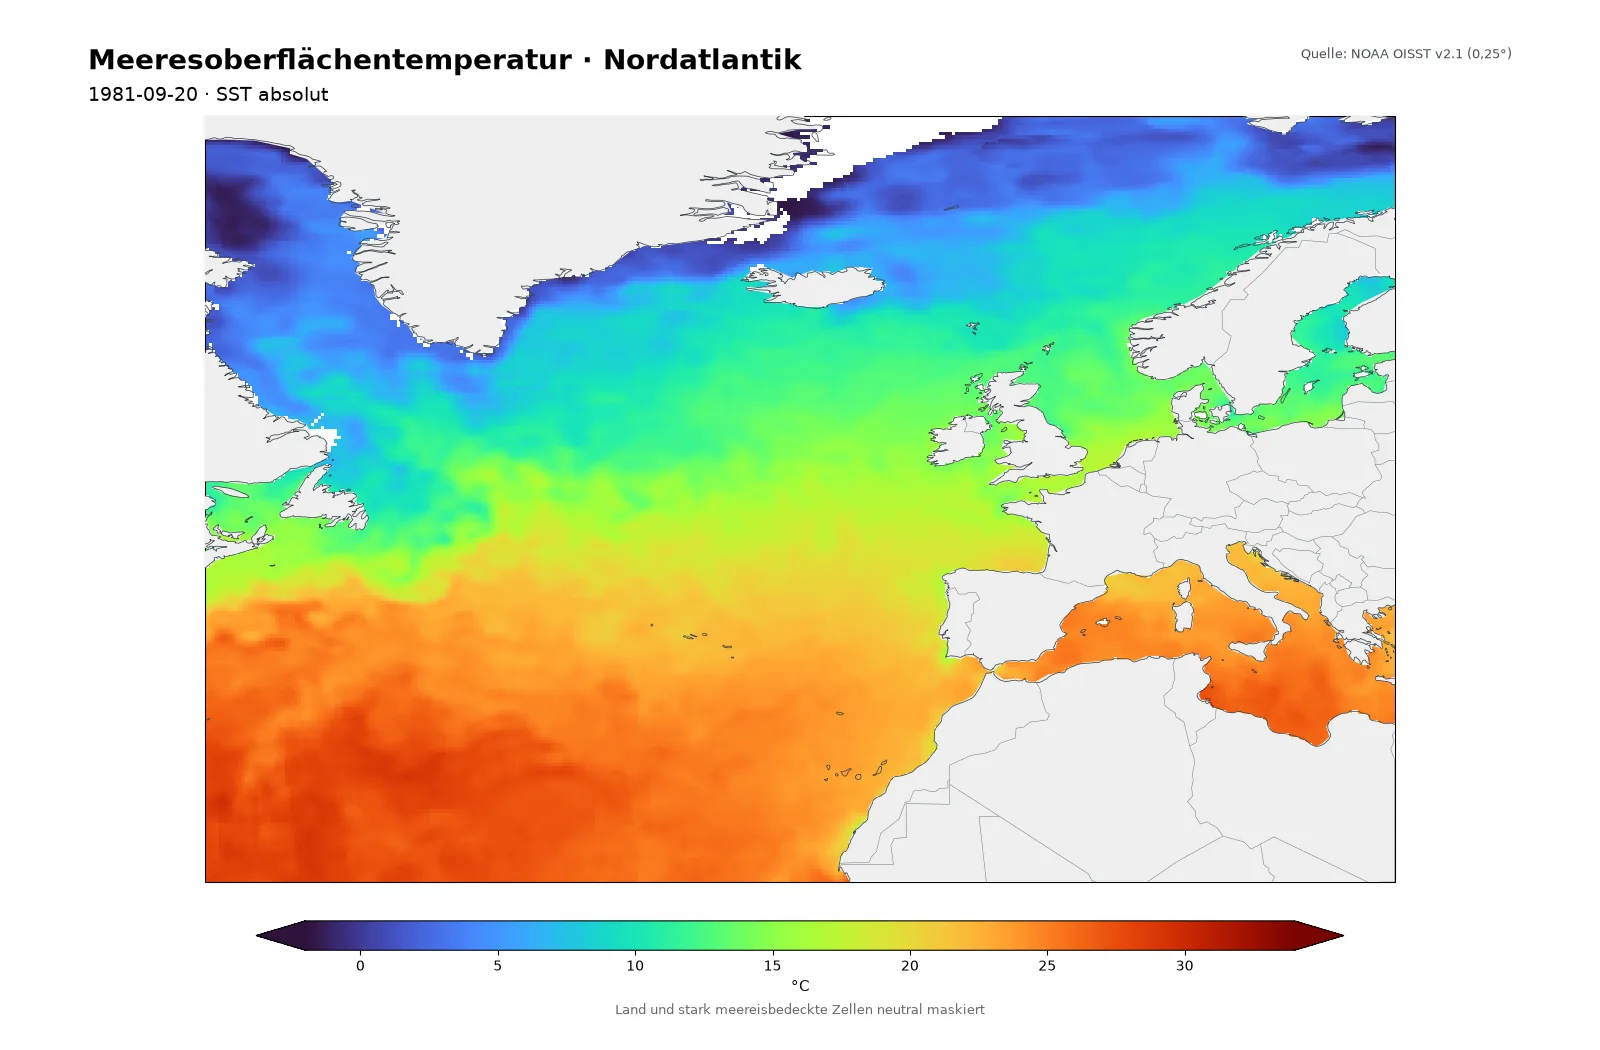 Meeresoberflächentemperatur · Nordatlantik
Quelle: NOAA OISST v2.1 (0,25°)
1981-09-20 · SST absolut
0 5 10 15 20 25 30
°C
Land und stark meereisbedeckte Zellen neutral maskiert